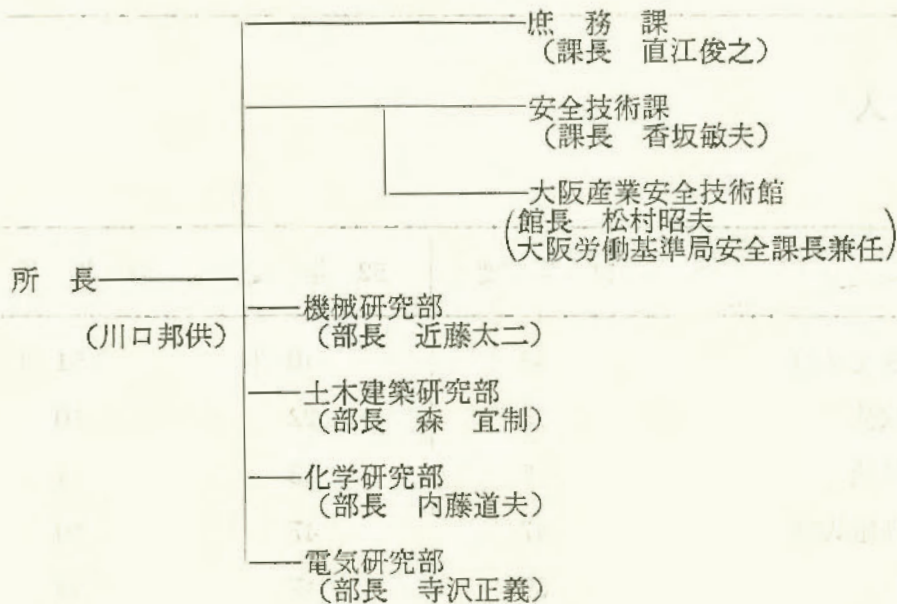 庶務課
（課長　直江俊之）
安全技術課
（課長　香坂敏夫）
大阪産業安全技術館
（館長　松村昭夫
大阪労働基準局安全課長兼任）
所長
（川口邦供）
機械研究部
（部長　近藤太二）
土木建築研究部
（部長　森　宜制）
化学研究部
（部長　内藤道夫）
電気研究部
（部長　寺沢正義）